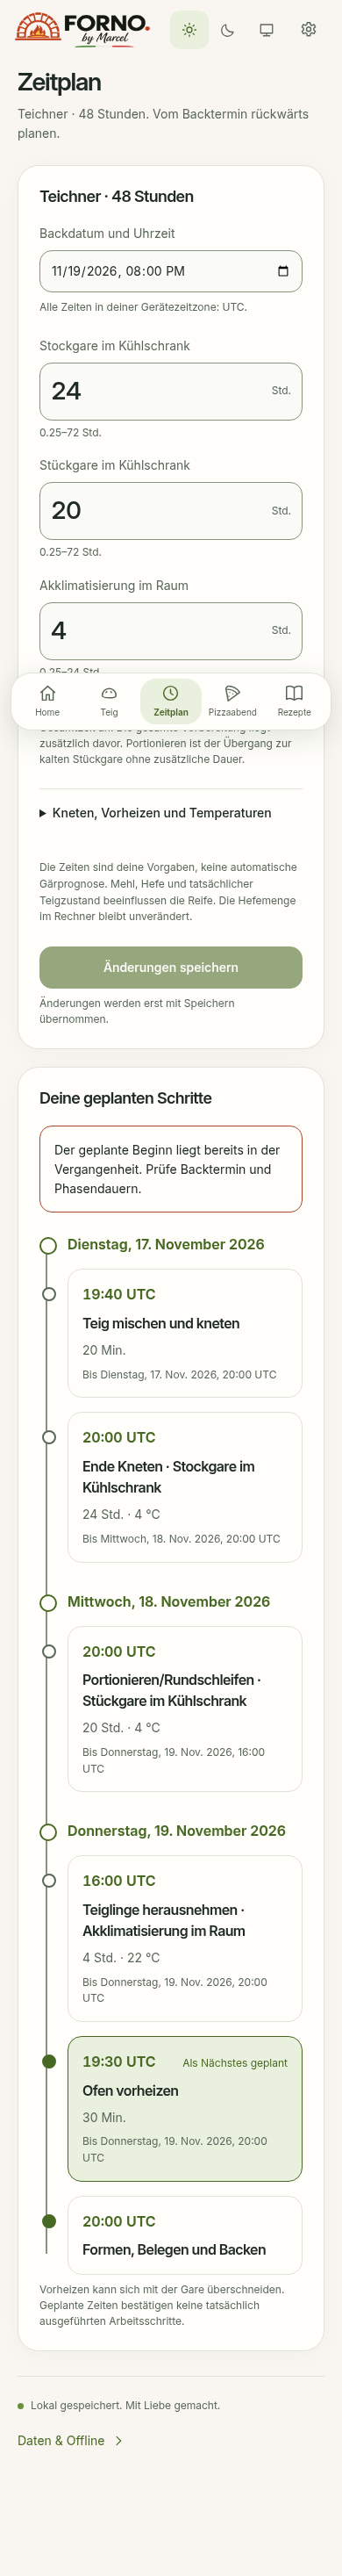 FORNO.
by Marcel
Zeitplan
Teichner · 48 Stunden. Vom Backtermin rückwärts
planen.
Teichner · 48 Stunden
Backdatum und Uhrzeit
11/19/2026, 08:00 PM
Alle Zeiten in deiner Gerätezeitzone: UTC.
Stockgare im Kühlschrank
24 Std.
0.25–72 Std.
Stückgare im Kühlschrank
20 Std.
0.25–72 Std.
Akklimatisierung im Raum
4 Std.
Home Teig Zeitplan Pizzaabend Rezepte
zusätzlich davor. Portionieren ist der Übergang zur
kalten Stückgare ohne zusätzliche Dauer.
Kneten, Vorheizen und Temperaturen
Die Zeiten sind deine Vorgaben, keine automatische
Gärprognose. Mehl, Hefe und tatsächlicher
Teigzustand beeinflussen die Reife. Die Hefemenge
im Rechner bleibt unverändert.
Änderungen speichern
Änderungen werden erst mit Speichern
übernommen.
Deine geplanten Schritte
Der geplante Beginn liegt bereits in der
Vergangenheit. Prüfe Backtermin und
Phasendauern.
Dienstag, 17. November 2026
19:40 UTC
Teig mischen und kneten
20 Min.
Bis Dienstag, 17. Nov. 2026, 20:00 UTC
20:00 UTC
Ende Kneten · Stockgare im
Kühlschrank
24 Std. · 4 °C
Bis Mittwoch, 18. Nov. 2026, 20:00 UTC
Mittwoch, 18. November 2026
20:00 UTC
Portionieren/Rundschleifen ·
Stückgare im Kühlschrank
20 Std. · 4 °C
Bis Donnerstag, 19. Nov. 2026, 16:00
UTC
Donnerstag, 19. November 2026
16:00 UTC
Teiglinge herausnehmen ·
Akklimatisierung im Raum
4 Std. · 22 °C
Bis Donnerstag, 19. Nov. 2026, 20:00
UTC
19:30 UTC Als Nächstes geplant
Ofen vorheizen
30 Min.
Bis Donnerstag, 19. Nov. 2026, 20:00
UTC
20:00 UTC
Formen, Belegen und Backen
Vorheizen kann sich mit der Gare überschneiden.
Geplante Zeiten bestätigen keine tatsächlich
ausgeführten Arbeitsschritte.
Lokal gespeichert. Mit Liebe gemacht.
Daten & Offline